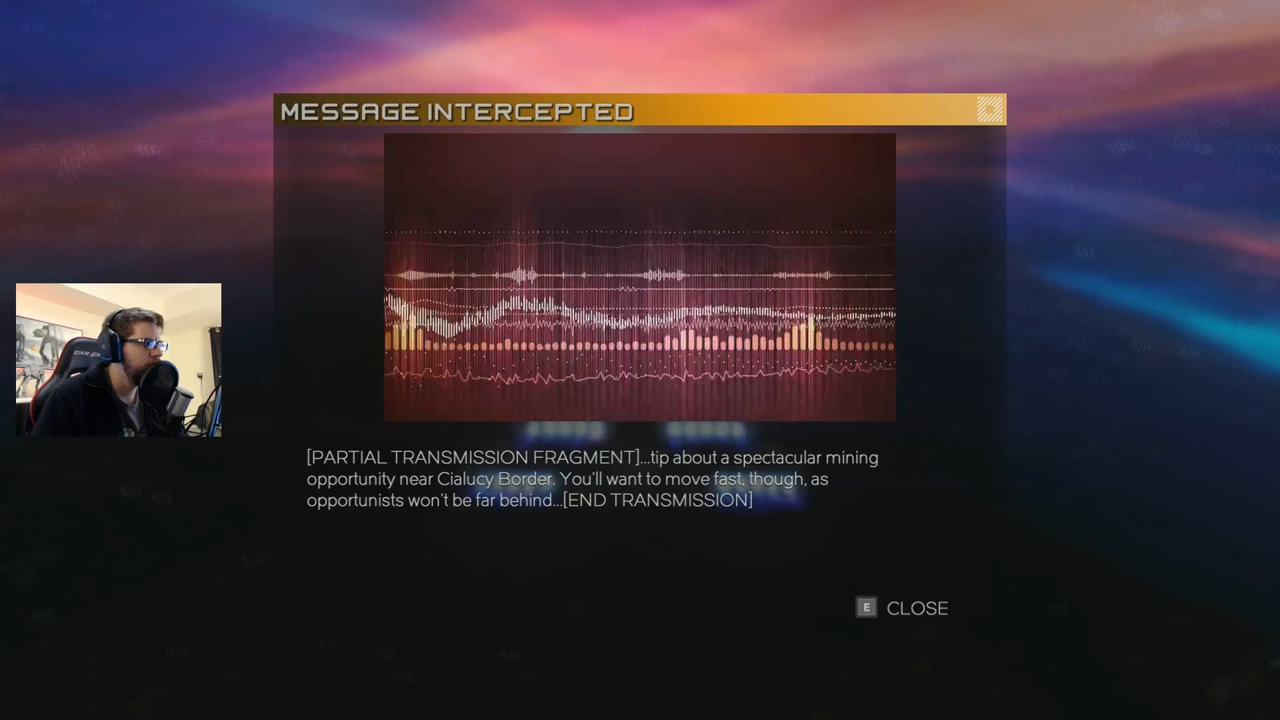 MESSAGE INTERCEPTED
[PARTIAL TRANSMISSION FRAGMENT]...tip about a spectacular mining
opportunity near Cialucy Border. You'll want to move fast, though, as
opportunists won't be far behind...[END TRANSMISSION]
E CLOSE